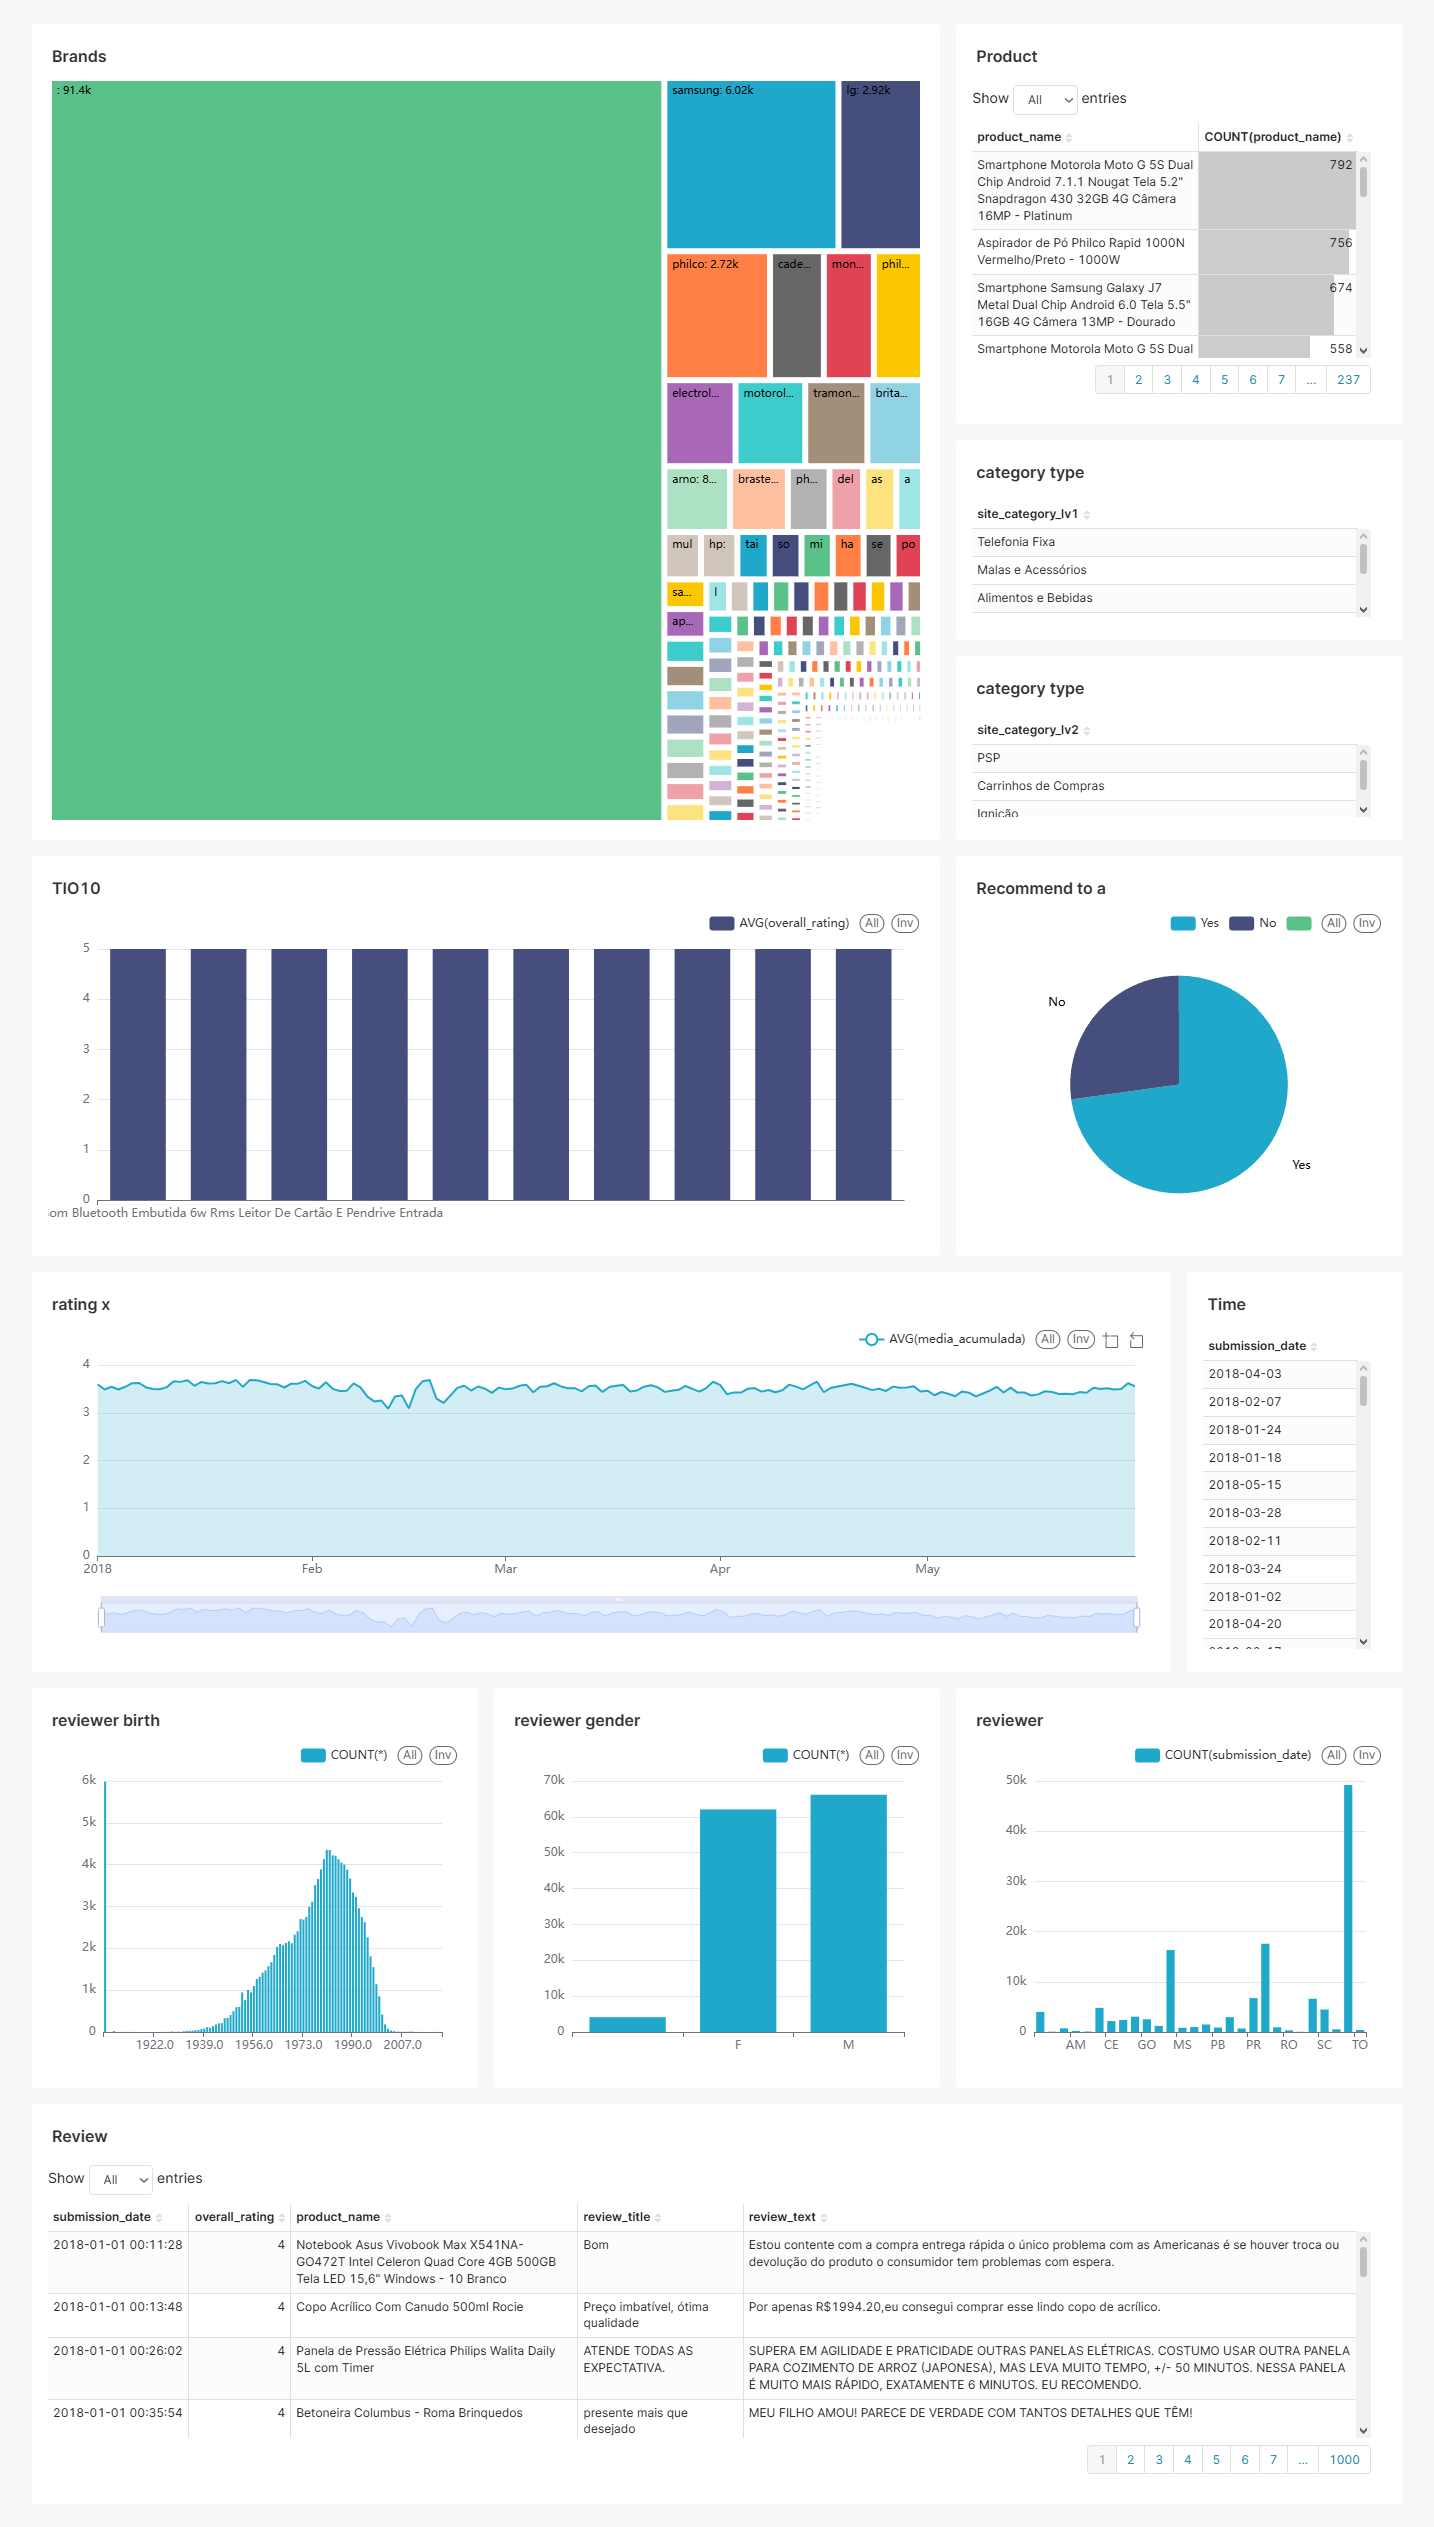 Brands
: 91.4k
samsung: 6.02k
lg: 2.92k
philco: 2.72k
cade...
mon...
phil...
electrol...
motorol...
tramon...
brita...
arno: 8...
braste...
ph...
del
as
a
mul
hp:
tai
so
mi
ha
se
po
sa...
l
ap...
Product
Show All entries
product_name
COUNT(product_name)
Smartphone Motorola Moto G 5S Dual
Chip Android 7.1.1 Nougat Tela 5.2"
Snapdragon 430 32GB 4G Câmera
16MP - Platinum
792
Aspirador de Pó Philco Rapid 1000N
Vermelho/Preto - 1000W
756
Smartphone Samsung Galaxy J7
Metal Dual Chip Android 6.0 Tela 5.5"
16GB 4G Câmera 13MP - Dourado
674
Smartphone Motorola Moto G 5S Dual
558
1 2 3 4 5 6 7 ... 237
category type
site_category_lv1
Telefonia Fixa
Malas e Acessórios
Alimentos e Bebidas
category type
site_category_lv2
PSP
Carrinhos de Compras
Ignição
TIO10
AVG(overall_rating) All Inv
5
4
3
2
1
0
om Bluetooth Embutida 6w Rms Leitor De Cartão E Pendrive Entrada
Recommend to a
Yes No All Inv
No
Yes
rating x
AVG(media_acumulada) All Inv
4
3
2
1
0
2018 Feb Mar Apr May
Time
submission_date
2018-04-03
2018-02-07
2018-01-24
2018-01-18
2018-05-15
2018-03-28
2018-02-11
2018-03-24
2018-01-02
2018-04-20
reviewer birth
COUNT(*) All Inv
6k
5k
4k
3k
2k
1k
0
1922.0 1939.0 1956.0 1973.0 1990.0 2007.0
reviewer gender
COUNT(*) All Inv
70k
60k
50k
40k
30k
20k
10k
0
F M
reviewer
COUNT(submission_date) All Inv
50k
40k
30k
20k
10k
0
AM CE GO MS PB PR RO SC TO
Review
Show All entries
submission_date overall_rating product_name review_title review_text
2018-01-01 00:11:28
4
Notebook Asus Vivobook Max X541NA-
GO472T Intel Celeron Quad Core 4GB 500GB
Tela LED 15,6" Windows - 10 Branco
Bom
Estou contente com a compra entrega rápida o único problema com as Americanas é se houver troca ou
devolução do produto o consumidor tem problemas com espera.
2018-01-01 00:13:48
4
Copo Acrílico Com Canudo 500ml Rocie
Preço imbatível, ótima
qualidade
Por apenas R$1994.20,eu consegui comprar esse lindo copo de acrílico.
2018-01-01 00:26:02
4
Panela de Pressão Elétrica Philips Walita Daily
5L com Timer
ATENDE TODAS AS
EXPECTATIVA.
SUPERA EM AGILIDADE E PRATICIDADE OUTRAS PANELAS ELÉTRICAS. COSTUMO USAR OUTRA PANELA
PARA COZIMENTO DE ARROZ (JAPONESA), MAS LEVA MUITO TEMPO, +/- 50 MINUTOS. NESSA PANELA
É MUITO MAIS RÁPIDO, EXATAMENTE 6 MINUTOS. EU RECOMENDO.
2018-01-01 00:35:54
4
Betoneira Columbus - Roma Brinquedos
presente mais que
desejado
MEU FILHO AMOU! PARECE DE VERDADE COM TANTOS DETALHES QUE TÊM!
1 2 3 4 5 6 7 ... 1000